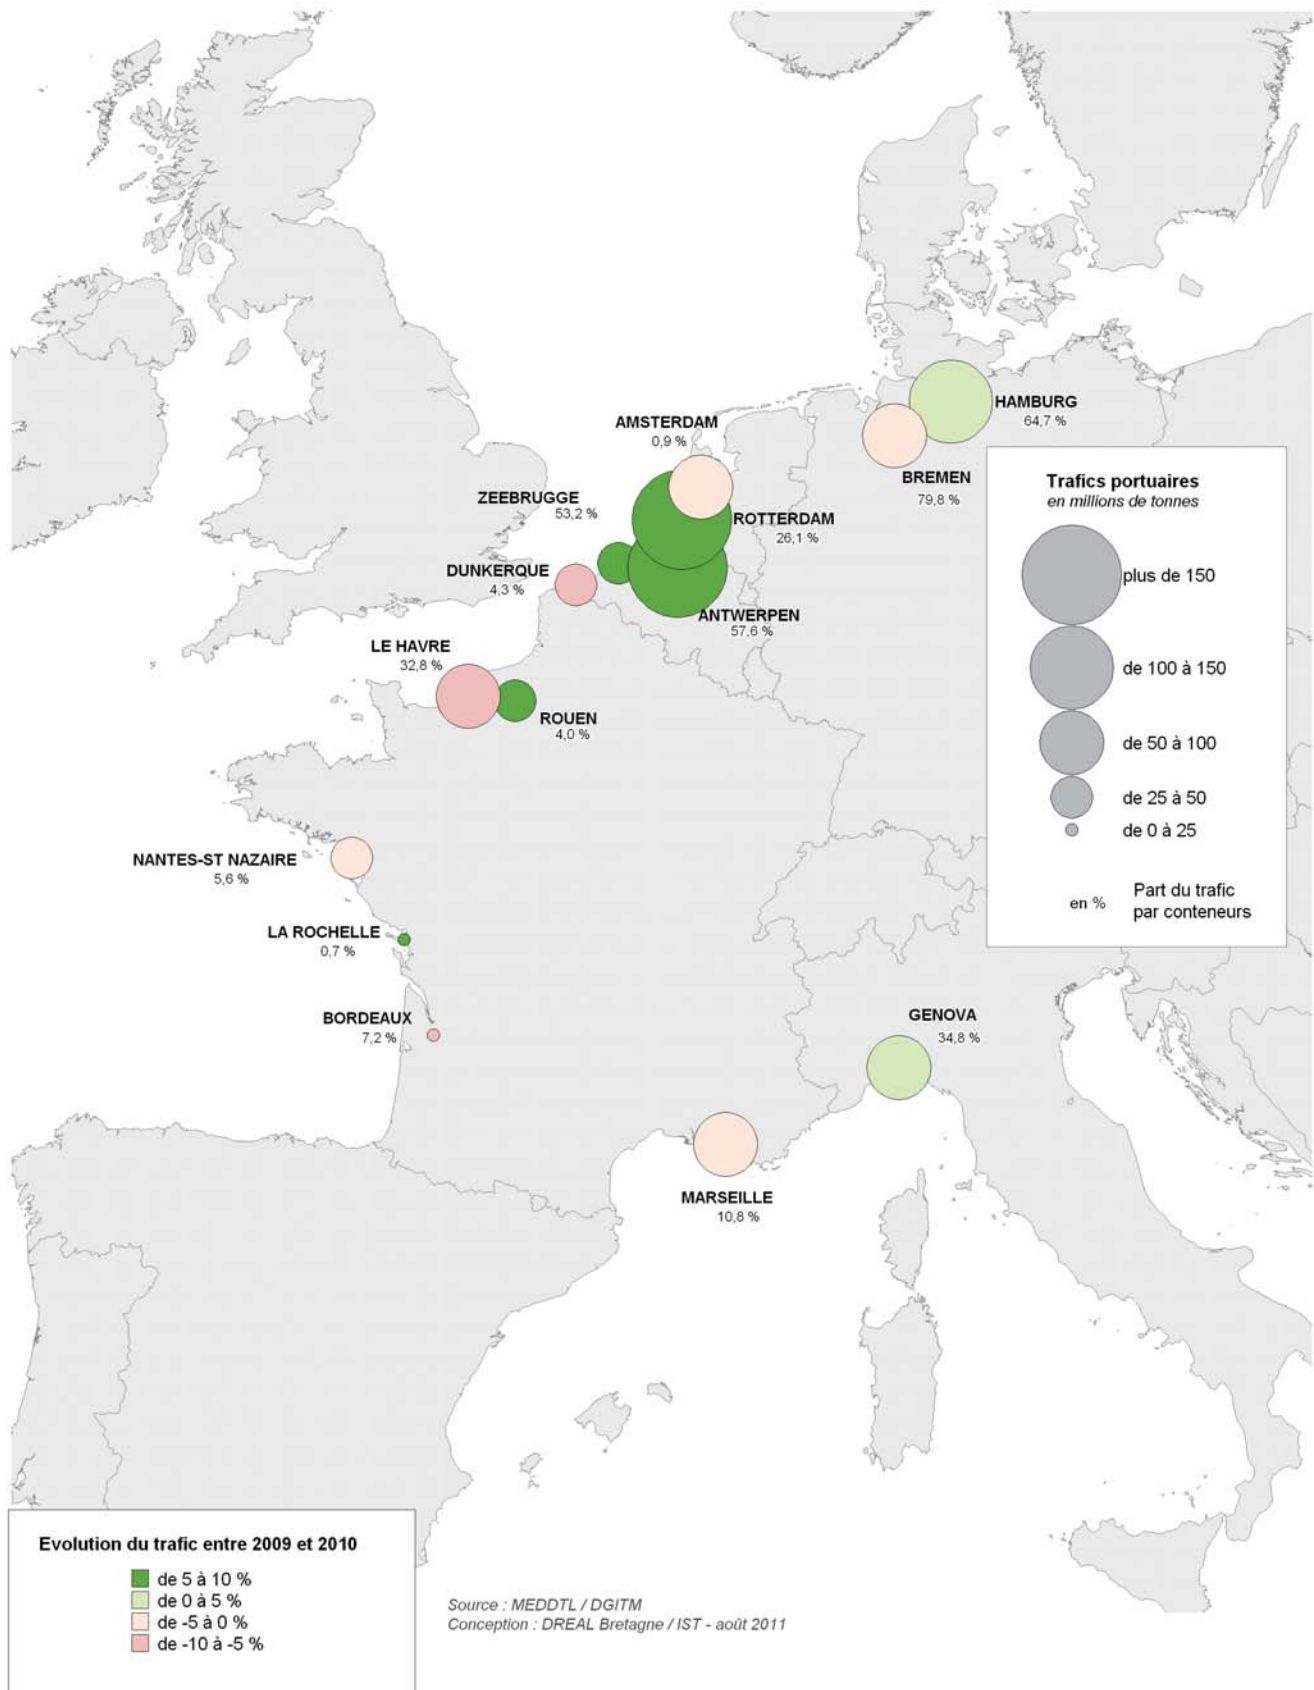 HAMBURG
64,7 %
AMSTERDAM
0,9 %
BREMEN
79,8 %
ZEEBRUGGE
53,2 %
ROTTERDAM
26,1 %
DUNKERQUE
4,3 %
ANTWERPEN
57,6 %
LE HAVRE
32,8 %
ROUEN
4,0 %
NANTES-ST NAZAIRE
5,6 %
LA ROCHELLE
0,7 %
BORDEAUX
7,2 %
GENOVA
34,8 %
MARSEILLE
10,8 %
Trafics portuaires
en millions de tonnes
plus de 150
de 100 à 150
de 50 à 100
de 25 à 50
de 0 à 25
en % Part du trafic
par conteneurs
Evolution du trafic entre 2009 et 2010
de 5 à 10 %
de 0 à 5 %
de -5 à 0 %
de -10 à -5 %
Source : MEDDTL / DGITM
Conception : DREAL Bretagne / IST - août 2011